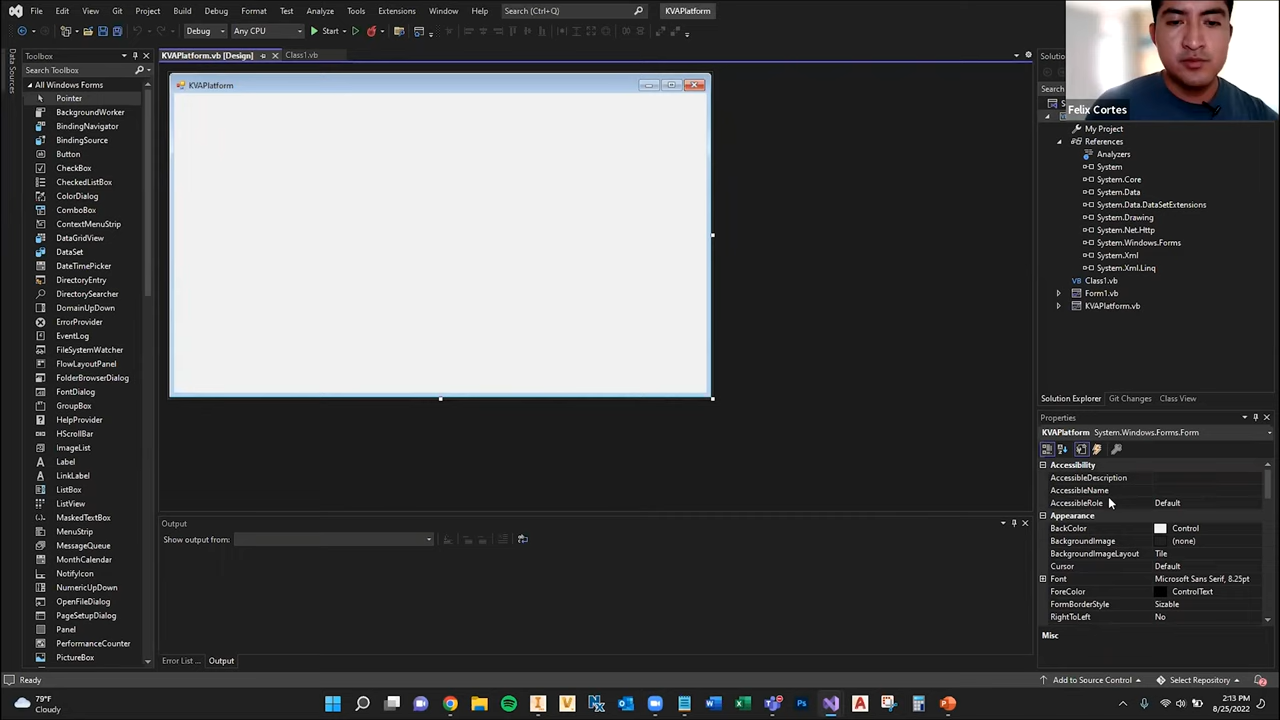 File Edit View Git Project Build Debug Design Format Test Analyze Tools Extensions Window Help Search (Ctrl+Q) KVAPlatform
Debug Any CPU Start
Data Sources
Toolbox
Search Toolbox
All Windows Forms
Pointer
BackgroundWorker
BindingNavigator
BindingSource
Button
CheckBox
CheckedListBox
ColorDialog
ComboBox
ContextMenuStrip
DataGridView
DataSet
DateTimePicker
DirectoryEntry
DirectorySearcher
DomainUpDown
ErrorProvider
EventLog
FileSystemWatcher
FlowLayoutPanel
FolderBrowserDialog
FontDialog
GroupBox
HelpProvider
HScrollBar
ImageList
Label
LinkLabel
ListBox
ListView
MaskedTextBox
MenuStrip
MessageQueue
MonthCalendar
NotifyIcon
NumericUpDown
OpenFileDialog
PageSetupDialog
Panel
PerformanceCounter
PictureBox
KVAPlatform.vb [Design] Class1.vb
KVAPlatform
Output
Show output from:
Error List ... Output
Solutio
Search
Felix Cortes
My Project
References
Analyzers
System
System.Core
System.Data
System.Data.DataSetExtensions
System.Drawing
System.Net.Http
System.Windows.Forms
System.Xml
System.Xml.Linq
Class1.vb
Form1.vb
KVAPlatform.vb
Solution Explorer Git Changes Class View
Properties
KVAPlatform System.Windows.Forms.Form
Accessibility
AccessibleDescription
AccessibleName
AccessibleRole Default
Appearance
BackColor Control
BackgroundImage (none)
BackgroundImageLayout Tile
Cursor Default
Font Microsoft Sans Serif, 8.25pt
ForeColor ControlText
FormBorderStyle Sizable
RightToLeft No
Misc
Ready Add to Source Control Select Repository
79°F
Cloudy
2:13 PM
8/25/2022